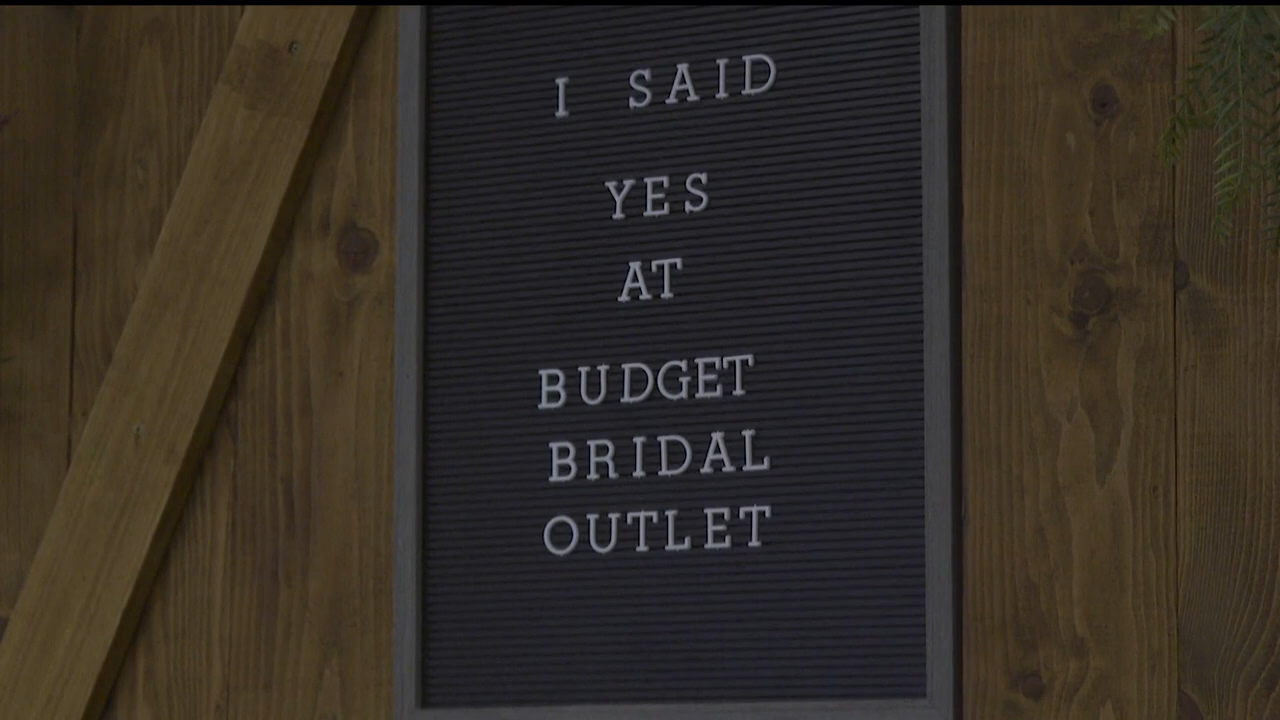 I SAID
YES
AT
BUDGET
BRIDAL
OUTLET